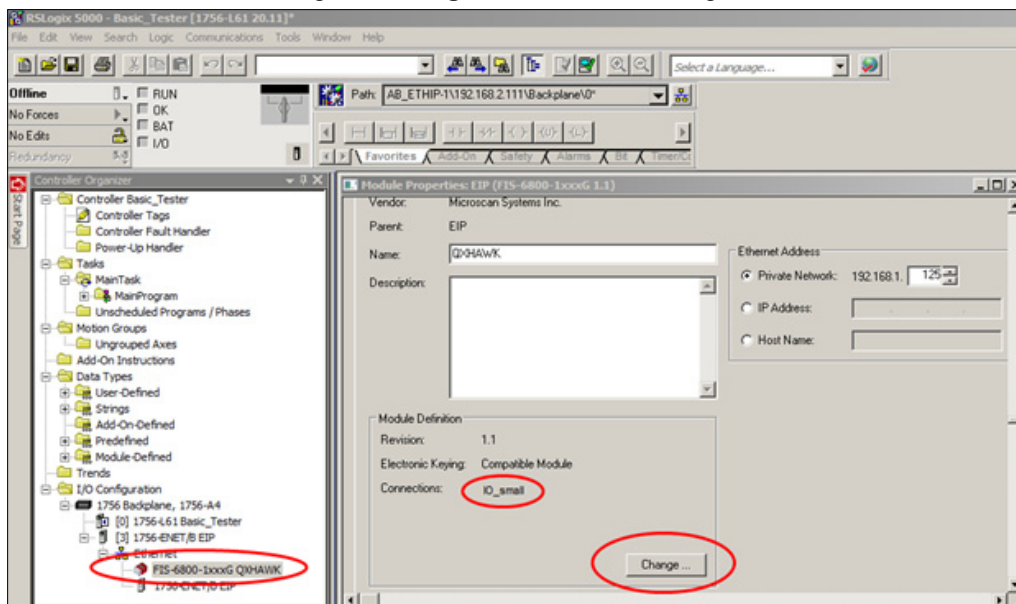 RSLogix 5000 - Basic_Tester [1756-L61 20.11]*
File Edit View Search Logic Communications Tools Window Help
Select a Language...
Offline
RUN
Path: AB_ETHIP-1\192.168.2.111\Backplane\0*
No Forces
OK
No Edits
BAT
Redundancy
I/O
Favorites Add-On Safety Alarms Bit
Start Page
Controller Organizer
Controller Basic_Tester
Controller Tags
Controller Fault Handler
Power-Up Handler
Tasks
MainTask
MainProgram
Unscheduled Programs / Phases
Motion Groups
Ungrouped Axes
Add-On Instructions
Data Types
User-Defined
Strings
Add-On-Defined
Predefined
Module-Defined
Trends
I/O Configuration
1756 Backplane, 1756-A4
[0] 1756-L61 Basic_Tester
[3] 1756-ENET/B EIP
Ethernet
FIS-6800-1xxxG QXHAWK
Module Properties: EIP (FIS-6800-1xxxG 1.1)
Vendor: Microscan Systems Inc.
Parent: EIP
Name: QXHAWK
Description:
Ethernet Address
Private Network: 192.168.1. 125
IP Address:
Host Name:
Module Definition
Revision: 1.1
Electronic Keying: Compatible Module
Connections: IO_small
Change ...